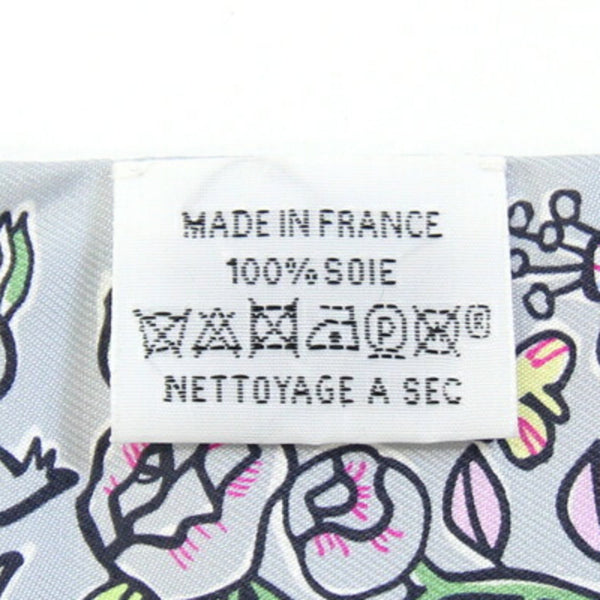 MADE IN FRANCE
100% SOIE
P ®
NETTOYAGE A SEC